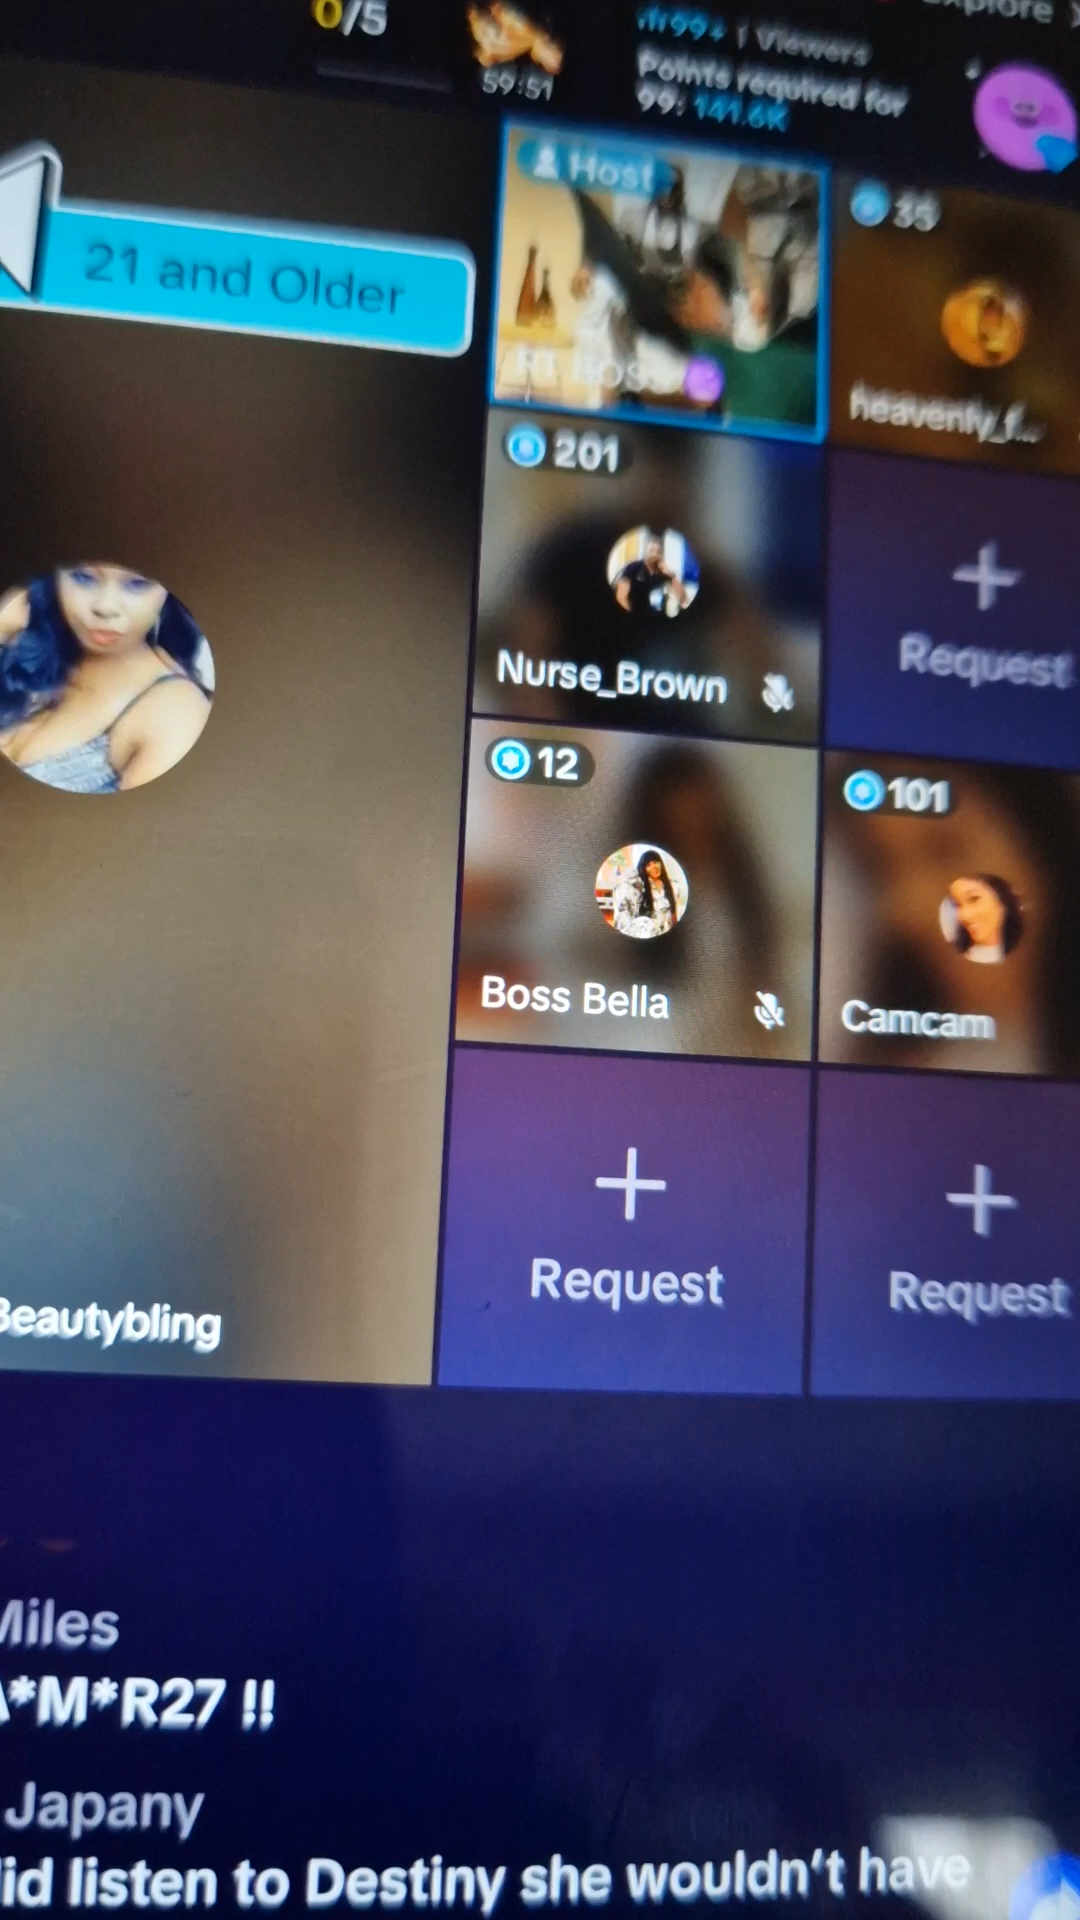 0/5
59:51
1 Viewers
Points required for
99: 141.6K
21 and Older
Host
35
heavenly_f...
201
Nurse_Brown
Request
12
Boss Bella
101
Camcam
Request
Request
Beautybling
Miles
A*M*R27 !!
Japany
listen to Destiny she wouldn't have